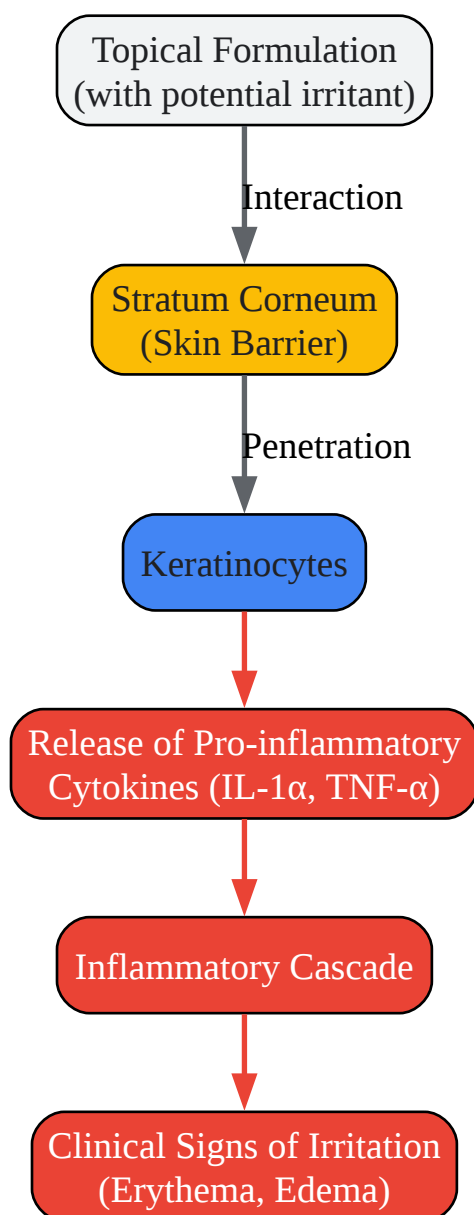 Topical Formulation
(with potential irritant)
Interaction
Stratum Corneum
(Skin Barrier)
Penetration
Keratinocytes
Release of Pro-inflammatory
Cytokines (IL-1α, TNF-α)
Inflammatory Cascade
Clinical Signs of Irritation
(Erythema, Edema)